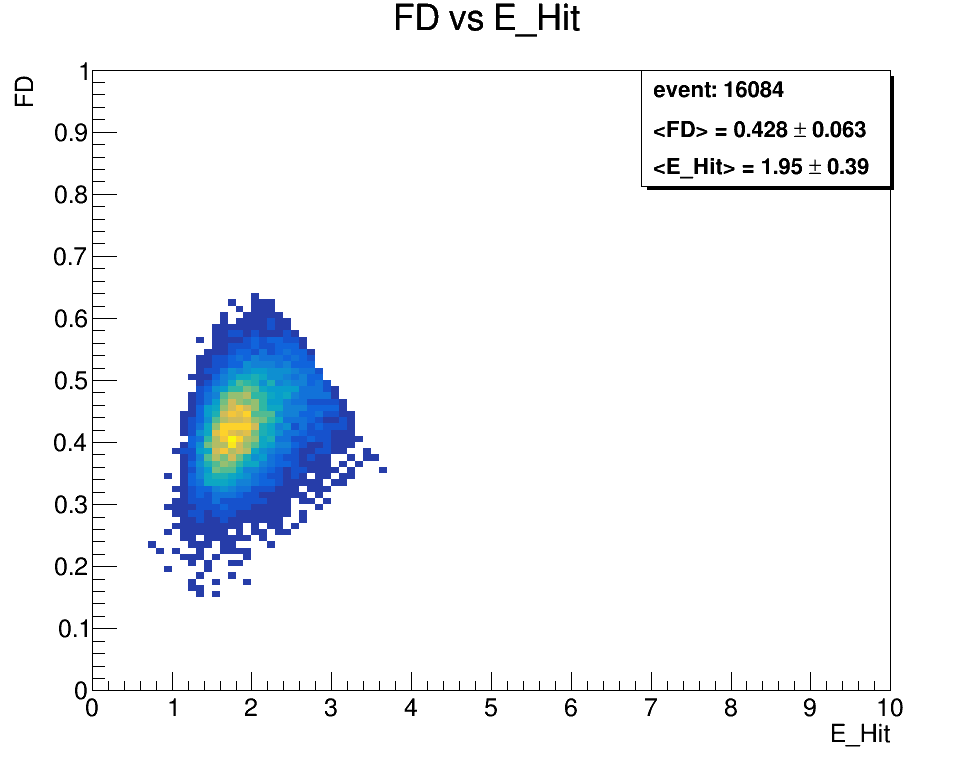 FD vs E_Hit
FD
event: 16084
<FD> = 0.428 ± 0.063
<E_Hit> = 1.95 ± 0.39
1
0.9
0.8
0.7
0.6
0.5
0.4
0.3
0.2
0.1
0
0 1 2 3 4 5 6 7 8 9 10
E_Hit